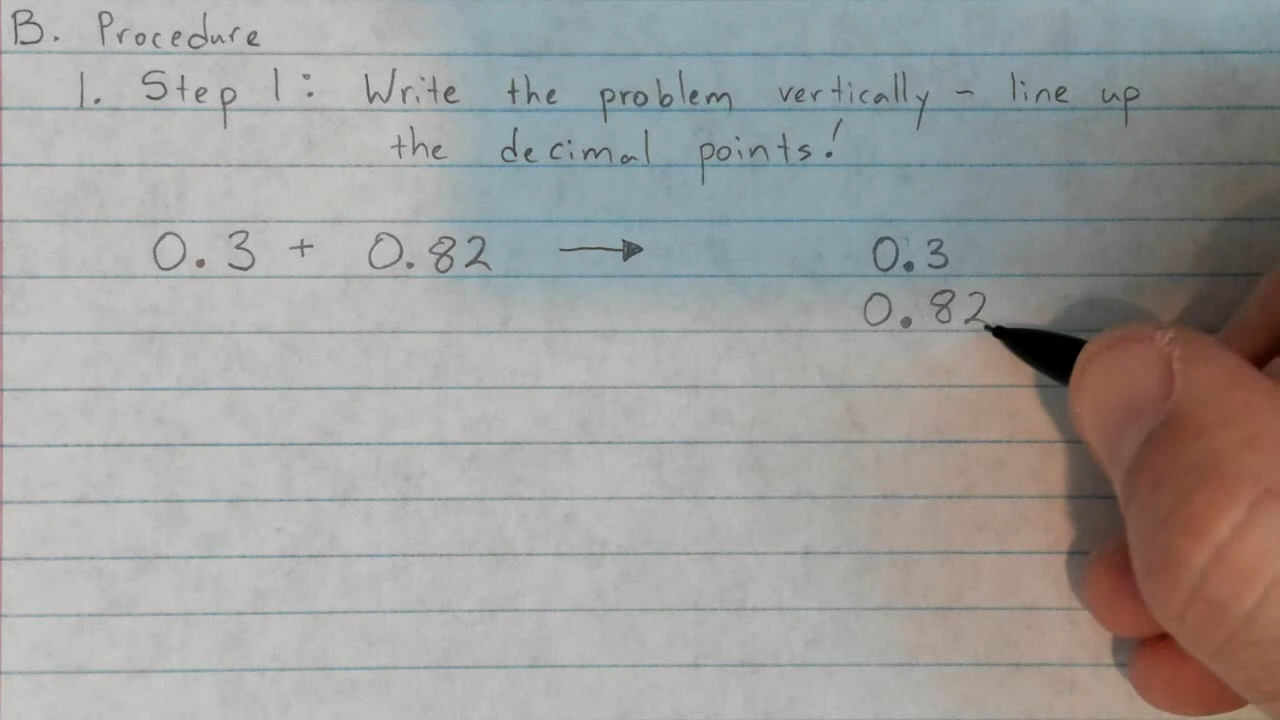 B. Procedure
1. Step 1: Write the problem vertically - line up
the decimal points!
0.3 + 0.82 → 0.3
0.82